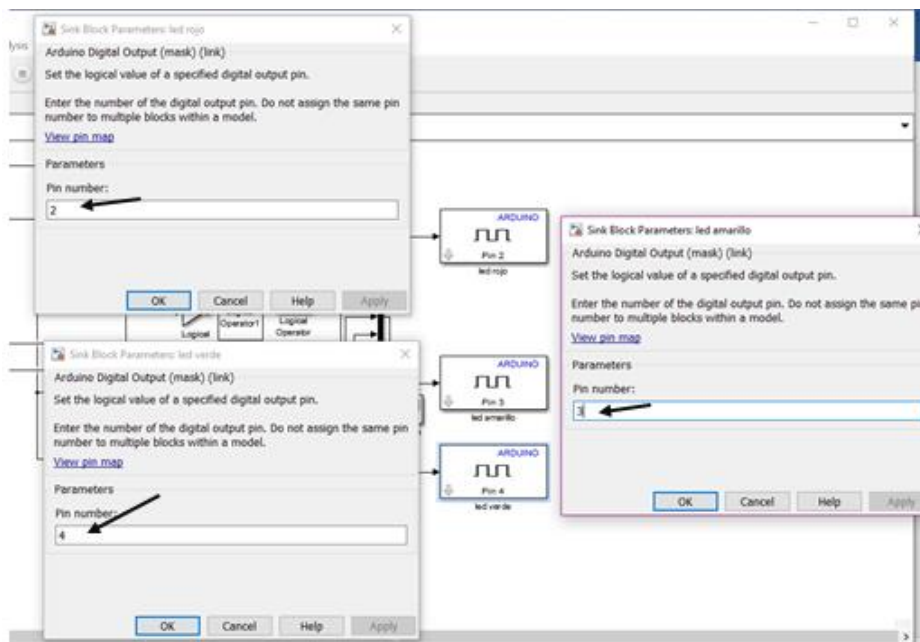 Sink Block Parameters: led rojo
Arduino Digital Output (mask) (link)
Set the logical value of a specified digital output pin.
Enter the number of the digital output pin. Do not assign the same pin
number to multiple blocks within a model.
View pin map
Parameters
Pin number:
2
OK Cancel Help Apply
ysis
ARDUINO
Pin 2
led rojo
Logical
Operator1
Logical
Operator
ARDUINO
Pin 3
led amarillo
ARDUINO
Pin 4
led verde
Sink Block Parameters: led amarillo
Arduino Digital Output (mask) (link)
Set the logical value of a specified digital output pin.
Enter the number of the digital output pin. Do not assign the same pi
number to multiple blocks within a model.
View pin map
Parameters
Pin number:
3
OK Cancel Help Apply
Sink Block Parameters: led verde
Arduino Digital Output (mask) (link)
Set the logical value of a specified digital output pin.
Enter the number of the digital output pin. Do not assign the same pin
number to multiple blocks within a model.
View pin map
Parameters
Pin number:
4
OK Cancel Help Apply